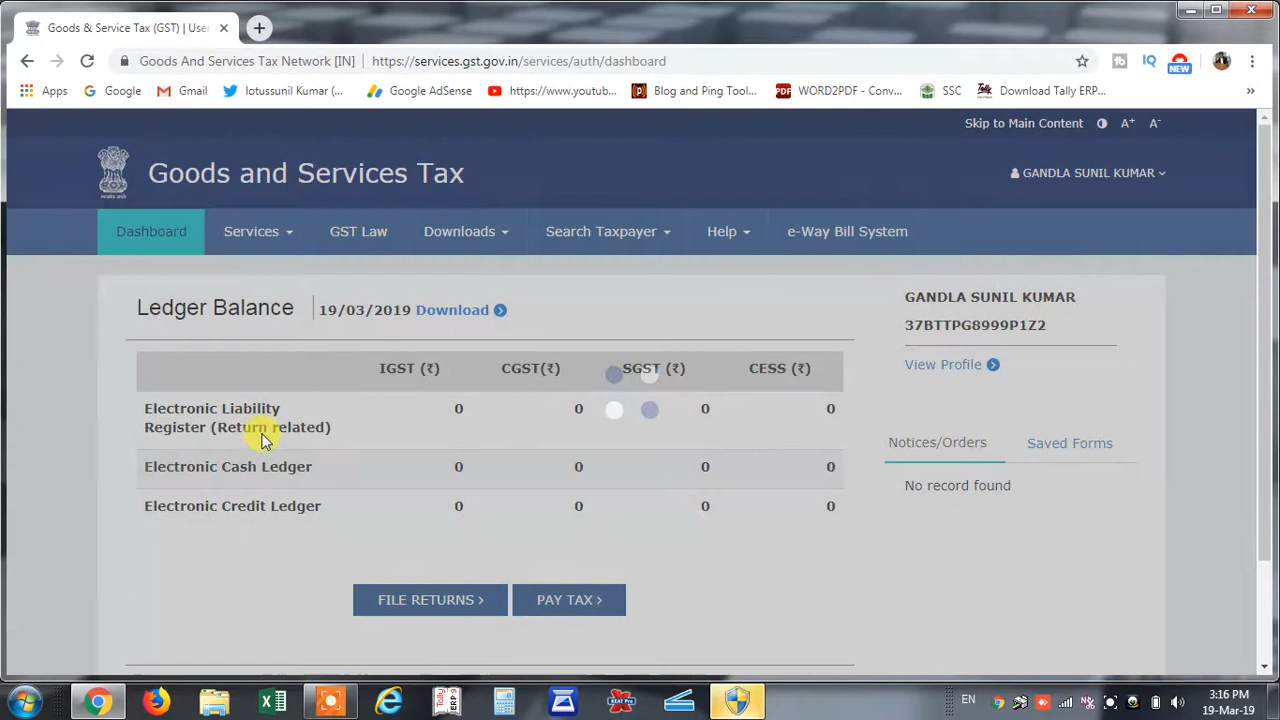 Goods & Service Tax (GST) | User
Goods And Services Tax Network [IN] | https://services.gst.gov.in/services/auth/dashboard
NEW
Apps Google Gmail lotussunil Kumar (... Google AdSense https://www.youtub... Blog and Ping Tool... WORD2PDF - Conv... SSC Download Tally ERP... »
Skip to Main Content A+ A-
Goods and Services Tax
GANDLA SUNIL KUMAR
Dashboard Services GST Law Downloads Search Taxpayer Help e-Way Bill System
Ledger Balance 19/03/2019 Download
IGST (₹) CGST(₹) SGST (₹) CESS (₹)
Electronic Liability 0 0 0 0
Register (Return related)
Electronic Cash Ledger 0 0 0 0
Electronic Credit Ledger 0 0 0 0
FILE RETURNS > PAY TAX >
GANDLA SUNIL KUMAR
37BTTPG8999P1Z2
View Profile
Notices/Orders Saved Forms
No record found
EN
3:16 PM
19-Mar-19